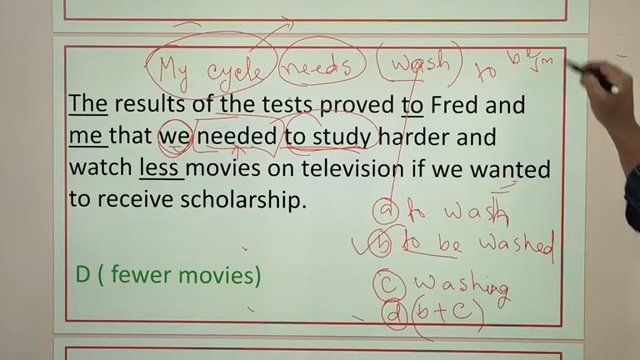 My cycle needs (wash) to be
The results of the tests proved to Fred and
me that we needed to study harder and
watch less movies on television if we wanted
to receive scholarship.
a to wash
b to be washed
c washing
d (b+c)
D ( fewer movies)